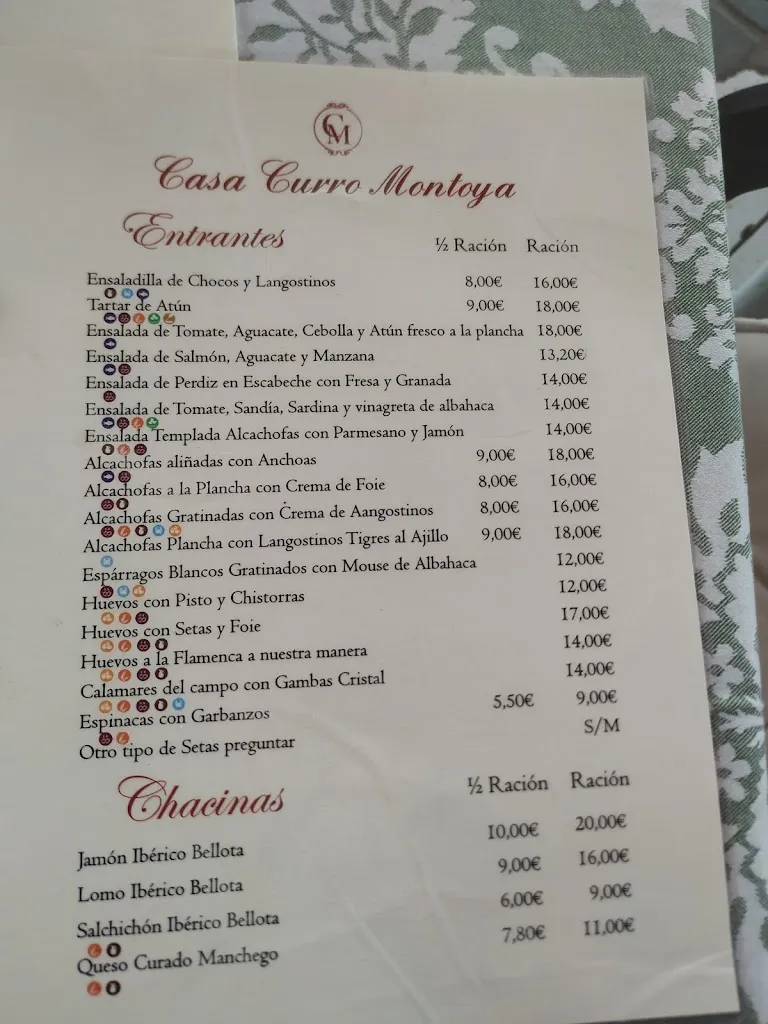 CM
Casa Curro Montoya
Entrantes ½ Ración Ración
Ensaladilla de Chocos y Langostinos 8,00€ 16,00€
Tartar de Atún 9,00€ 18,00€
Ensalada de Tomate, Aguacate, Cebolla y Atún fresco a la plancha 18,00€
Ensalada de Salmón, Aguacate y Manzana 13,20€
Ensalada de Perdiz en Escabeche con Fresa y Granada 14,00€
Ensalada de Tomate, Sandía, Sardina y vinagreta de albahaca 14,00€
Ensalada Templada Alcachofas con Parmesano y Jamón 14,00€
Alcachofas aliñadas con Anchoas 9,00€ 18,00€
Alcachofas a la Plancha con Crema de Foie 8,00€ 16,00€
Alcachofas Gratinadas con Crema de Aangostinos 8,00€ 16,00€
Alcachofas Plancha con Langostinos Tigres al Ajillo 9,00€ 18,00€
Espárragos Blancos Gratinados con Mouse de Albahaca 12,00€
Huevos con Pisto y Chistorras 12,00€
Huevos con Setas y Foie 17,00€
Huevos a la Flamenca a nuestra manera 14,00€
Calamares del campo con Gambas Cristal 14,00€
Espinacas con Garbanzos 5,50€ 9,00€
Otro tipo de Setas preguntar S/M
Chacinas ½ Ración Ración
Jamón Ibérico Bellota 10,00€ 20,00€
Lomo Ibérico Bellota 9,00€ 16,00€
Salchichón Ibérico Bellota 6,00€ 9,00€
Queso Curado Manchego 7,80€ 11,00€